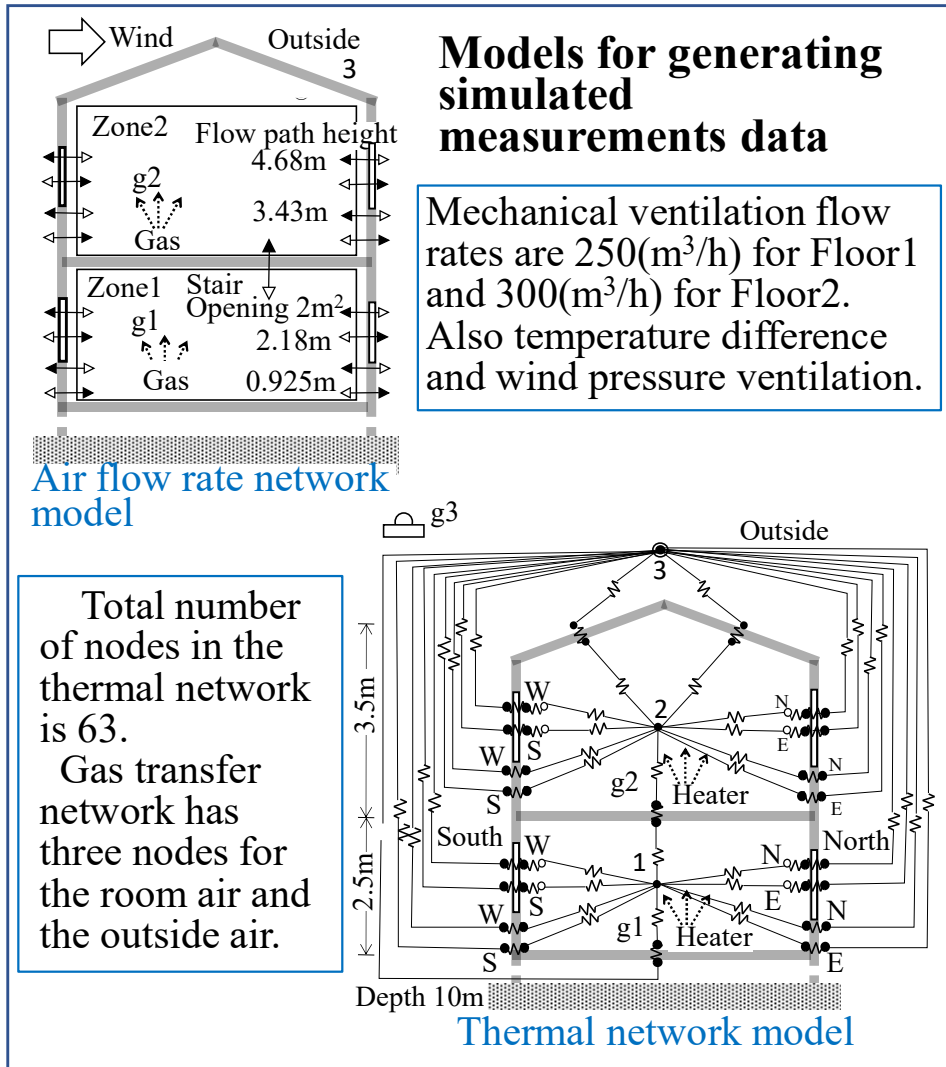 Wind
Outside
3
Models for generating
simulated
measurements data
Zone2
Flow path height
4.68m
g2
3.43m
Gas
Zone1
Stair
Opening 2m²
g1
2.18m
Gas
0.925m
Mechanical ventilation flow
rates are 250(m³/h) for Floor1
and 300(m³/h) for Floor2.
Also temperature difference
and wind pressure ventilation.
Air flow rate network
model
g3
Outside
3
Total number
of nodes in the
thermal network
is 63.
Gas transfer
network has
three nodes for
the room air and
the outside air.
3.5m
W
2
N
S
E
W
N
S
g2
Heater
E
2.5m
South
W
1
N
North
S
E
W
g1
Heater
N
S
E
Depth 10m
Thermal network model